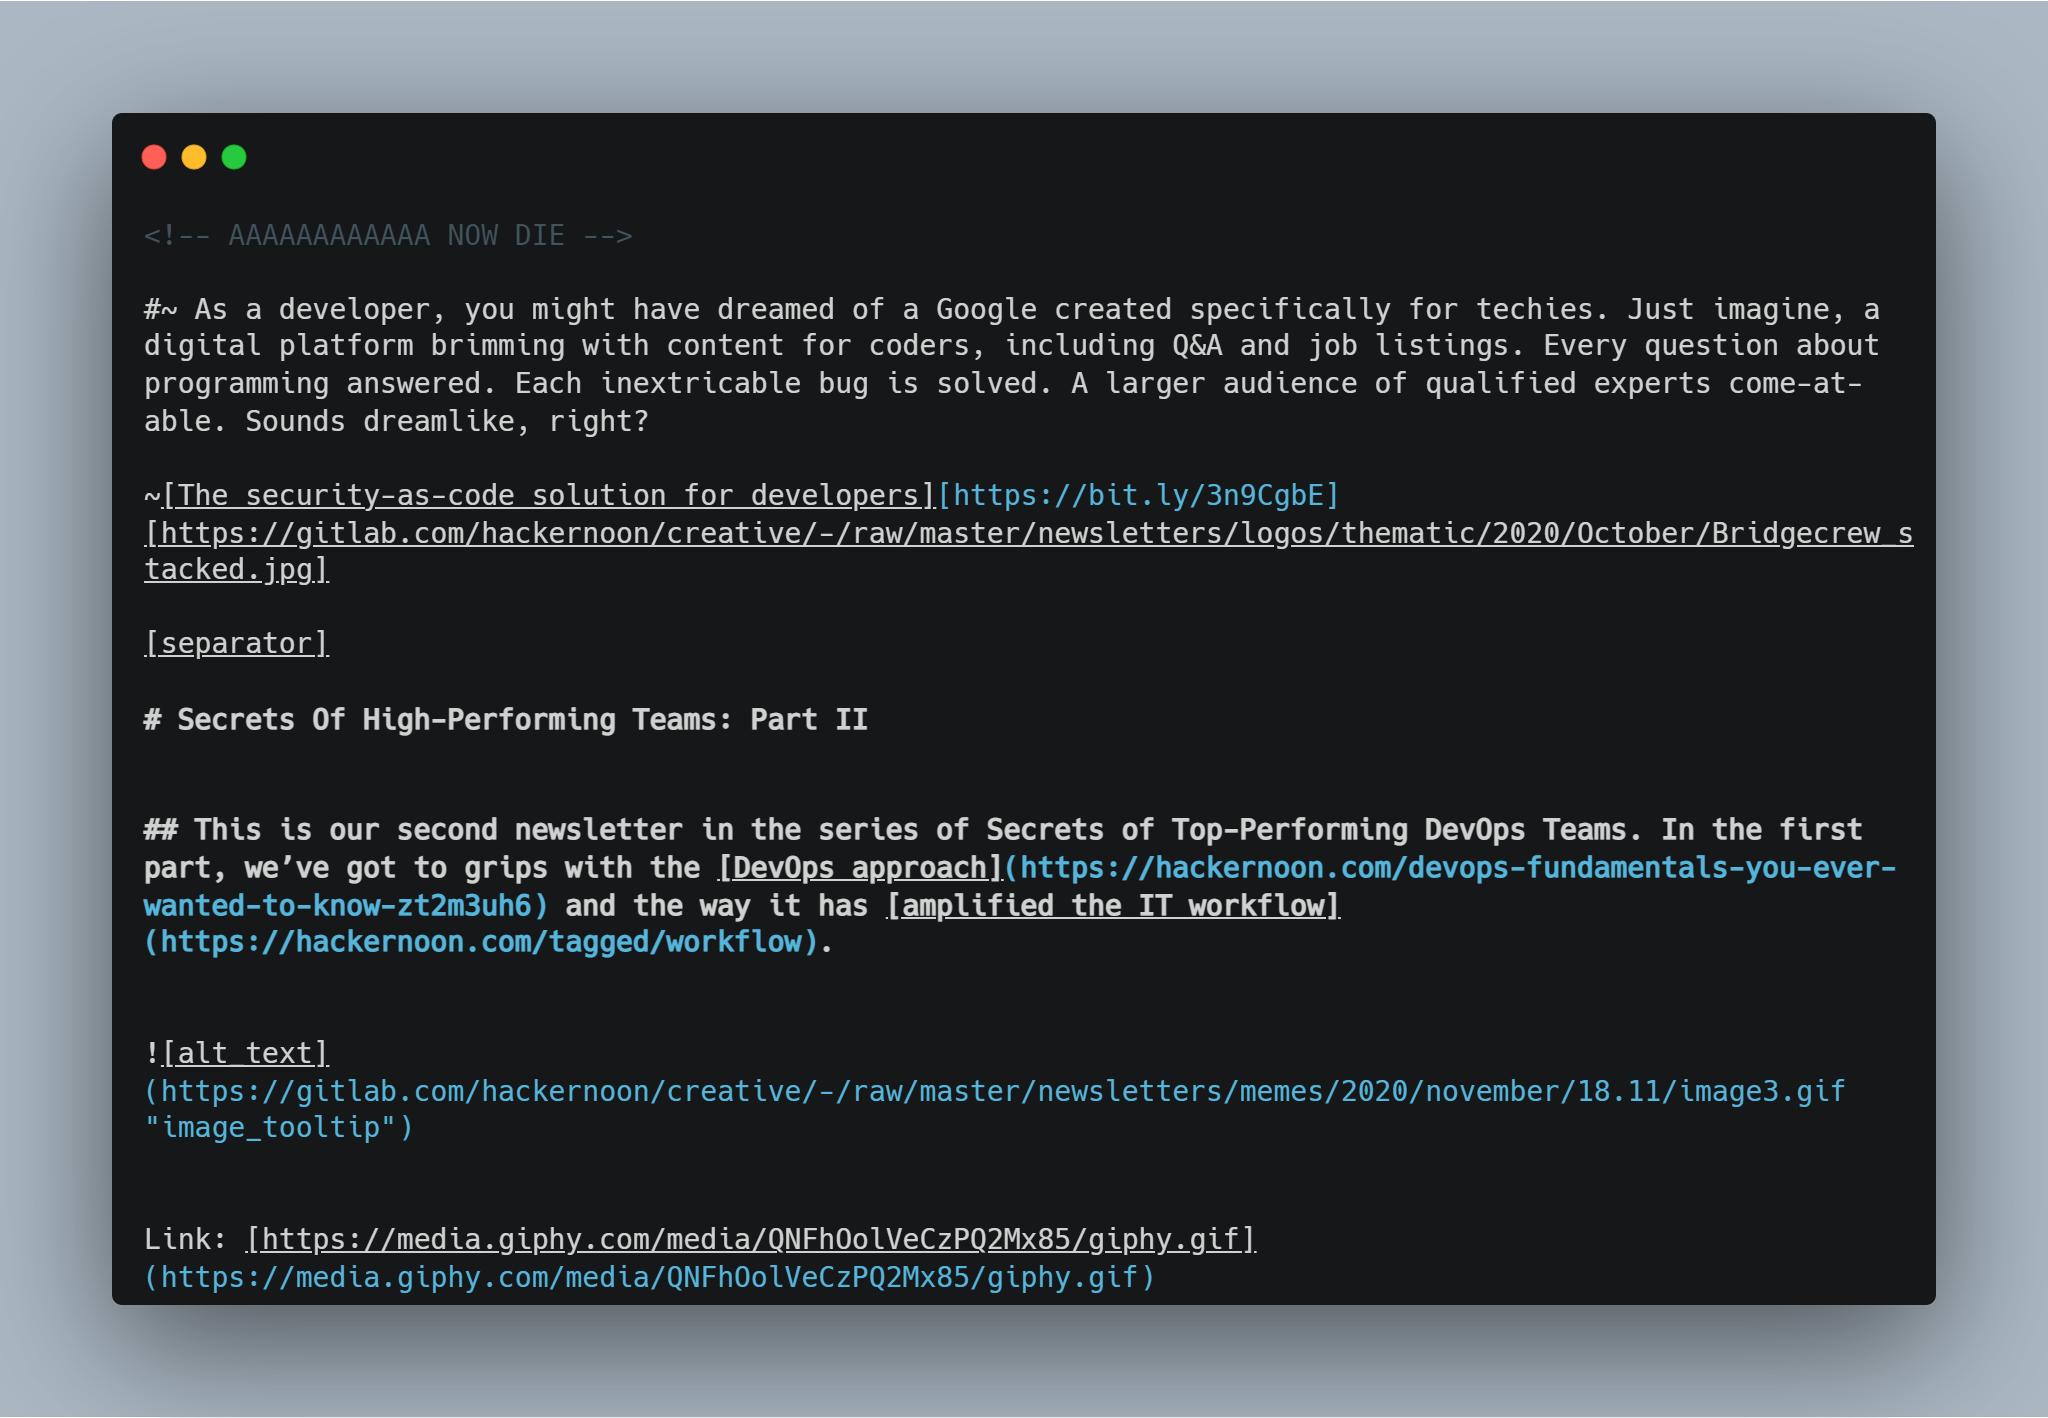 <!-- AAAAAAAAAAAA NOW DIE -->
#~ As a developer, you might have dreamed of a Google created specifically for techies. Just imagine, a
digital platform brimming with content for coders, including Q&A and job listings. Every question about
programming answered. Each inextricable bug is solved. A larger audience of qualified experts come-at-
able. Sounds dreamlike, right?
~[The security-as-code solution for developers][https://bit.ly/3n9CgbE]
[https://gitlab.com/hackernoon/creative/-/raw/master/newsletters/logos/thematic/2020/October/Bridgecrew_s
tacked.jpg]
[separator]
# Secrets Of High-Performing Teams: Part II
## This is our second newsletter in the series of Secrets of Top-Performing DevOps Teams. In the first
part, we’ve got to grips with the [DevOps approach](https://hackernoon.com/devops-fundamentals-you-ever-
wanted-to-know-zt2m3uh6) and the way it has [amplified the IT workflow]
(https://hackernoon.com/tagged/workflow).
![alt_text]
(https://gitlab.com/hackernoon/creative/-/raw/master/newsletters/memes/2020/november/18.11/image3.gif
"image_tooltip")
Link: [https://media.giphy.com/media/QNFhOolVeCzPQ2Mx85/giphy.gif]
(https://media.giphy.com/media/QNFhOolVeCzPQ2Mx85/giphy.gif)